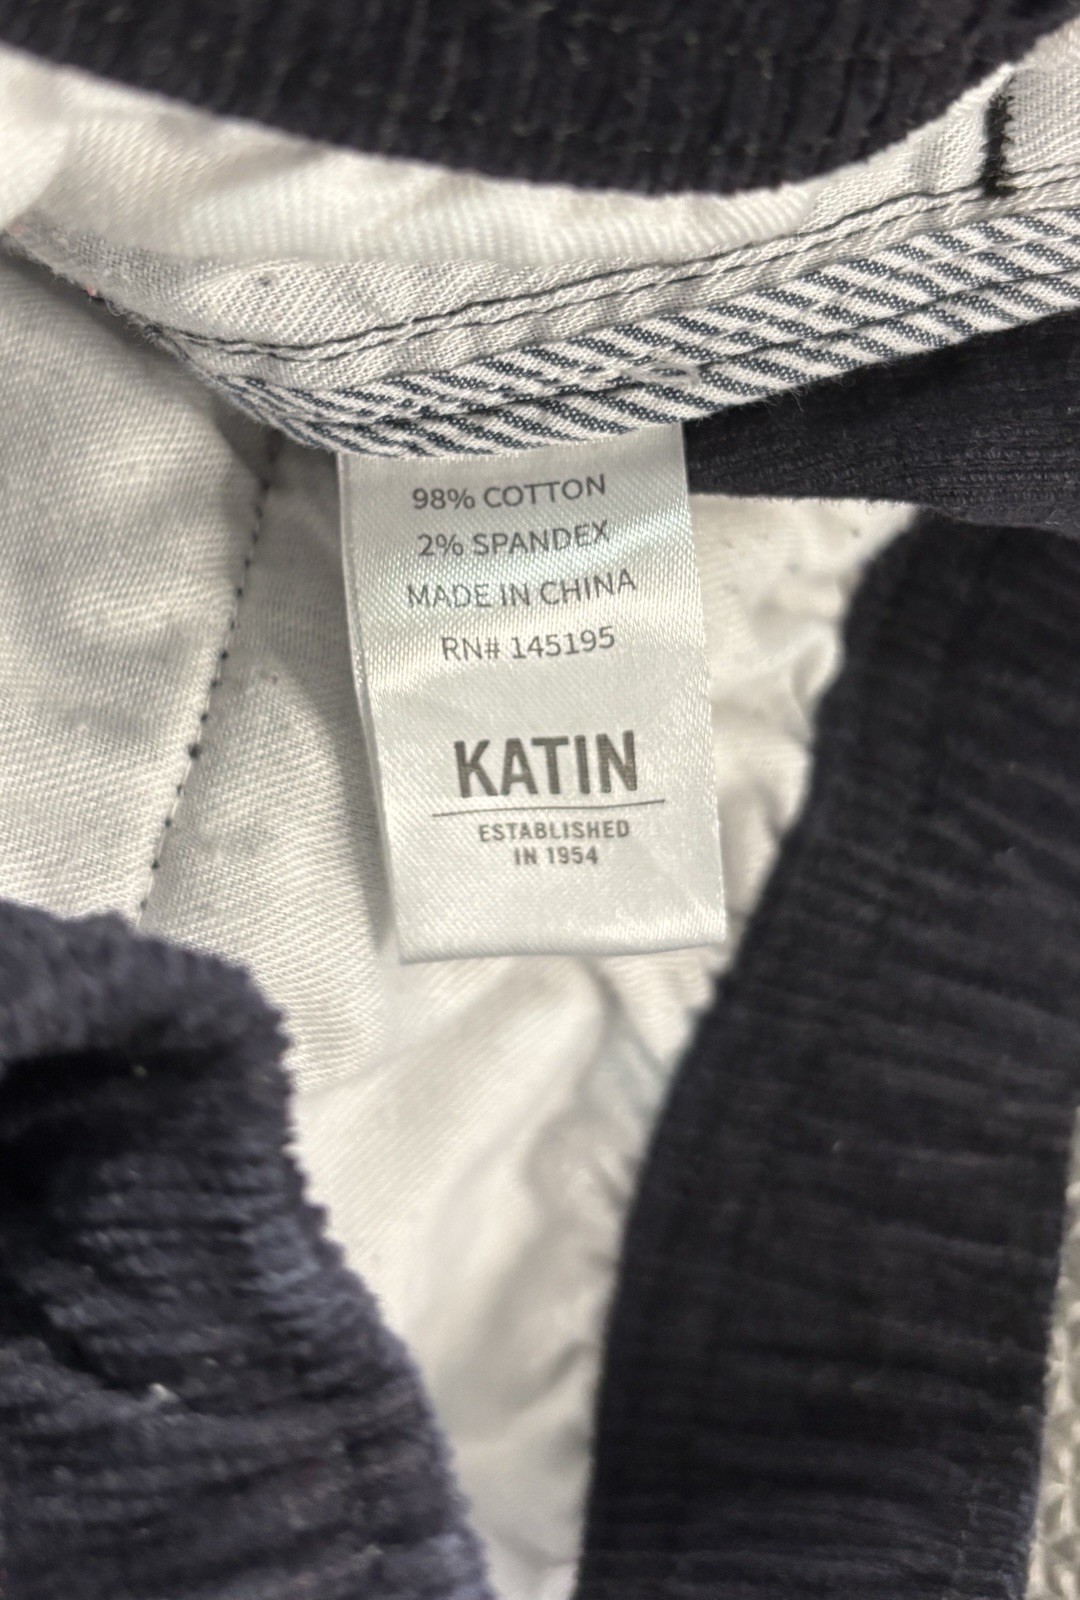 98% COTTON
2% SPANDEX
MADE IN CHINA
RN# 145195
KATIN
ESTABLISHED
IN 1954